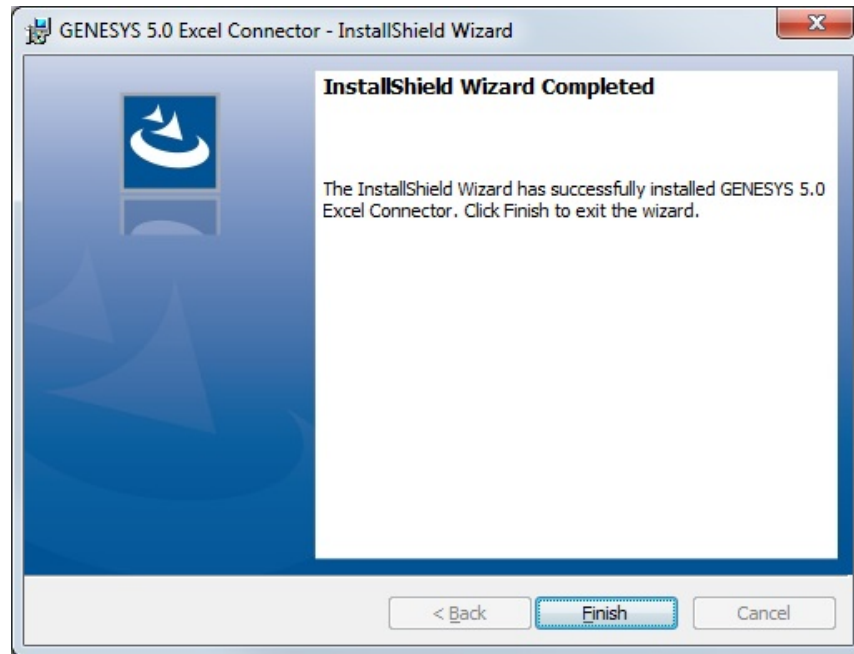 GENESYS 5.0 Excel Connector - InstallShield Wizard
InstallShield Wizard Completed
The InstallShield Wizard has successfully installed GENESYS 5.0
Excel Connector. Click Finish to exit the wizard.
< Back
Finish
Cancel